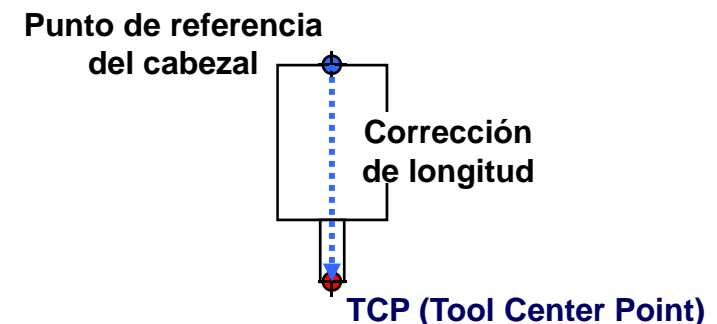 Punto de referencia
del cabezal
Corrección
de longitud
TCP (Tool Center Point)